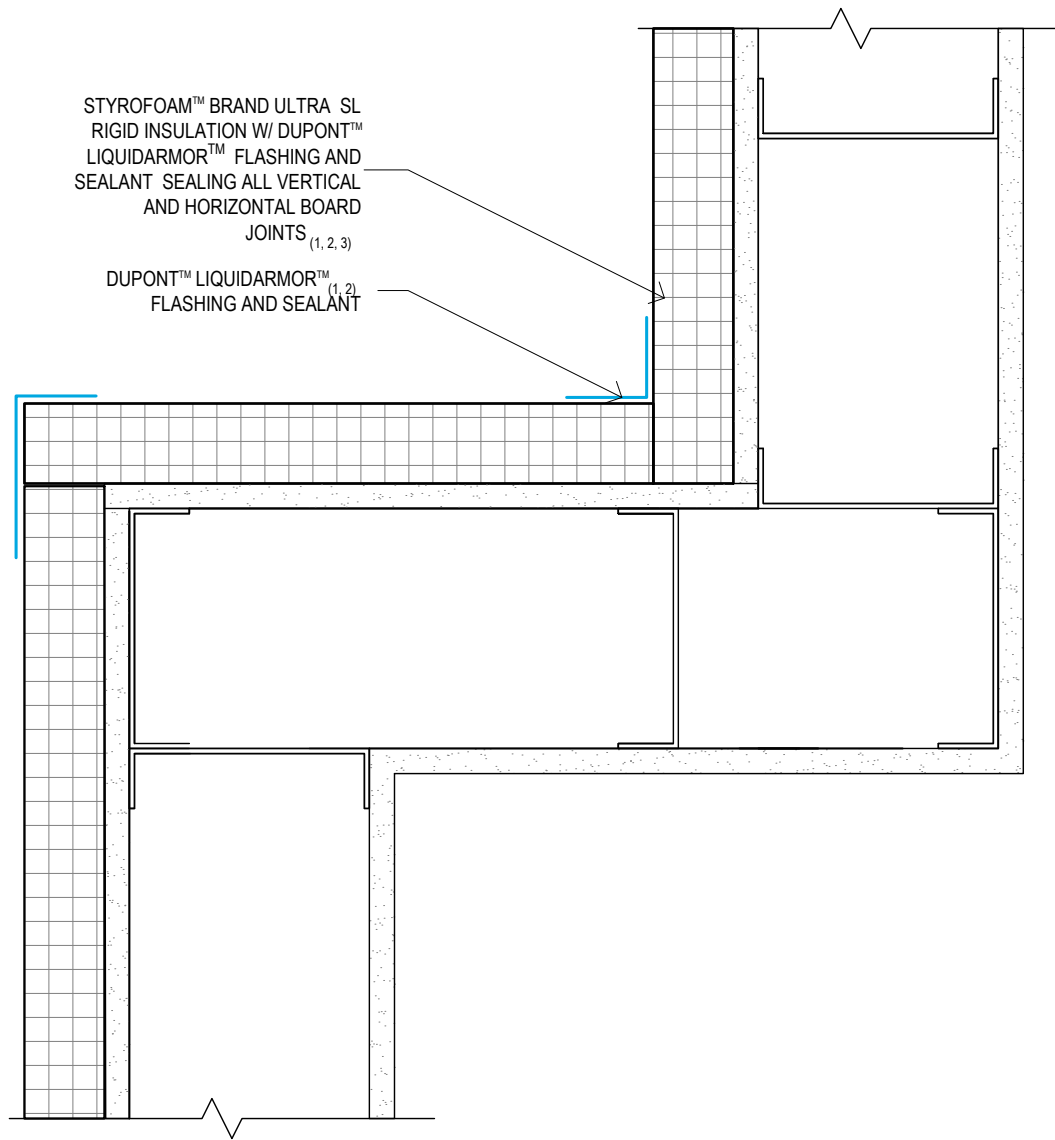 STYROFOAM™ BRAND ULTRA SL
RIGID INSULATION W/ DUPONT™
LIQUIDARMOR™ FLASHING AND
SEALANT SEALING ALL VERTICAL
AND HORIZONTAL BOARD
JOINTS (1, 2, 3)
DUPONT™ LIQUIDARMOR™ (1, 2)
FLASHING AND SEALANT